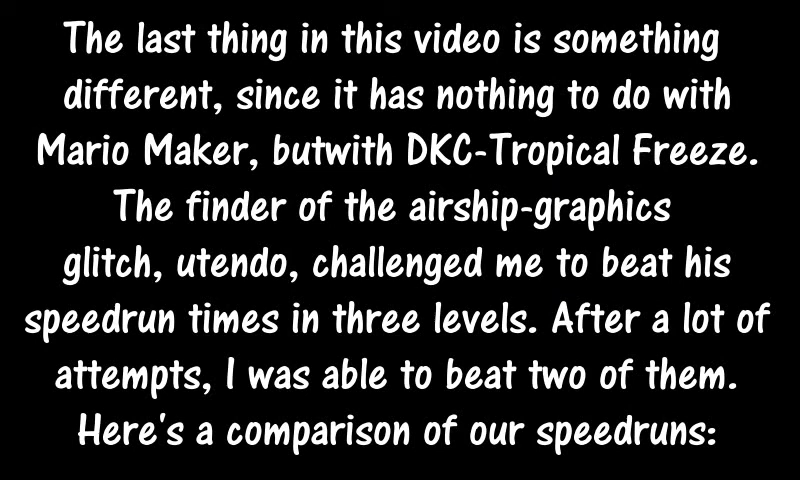 The last thing in this video is something
different, since it has nothing to do with
Mario Maker, butwith DKC-Tropical Freeze.
The finder of the airship-graphics
glitch, utendo, challenged me to beat his
speedrun times in three levels. After a lot of
attempts, I was able to beat two of them.
Here's a comparison of our speedruns: